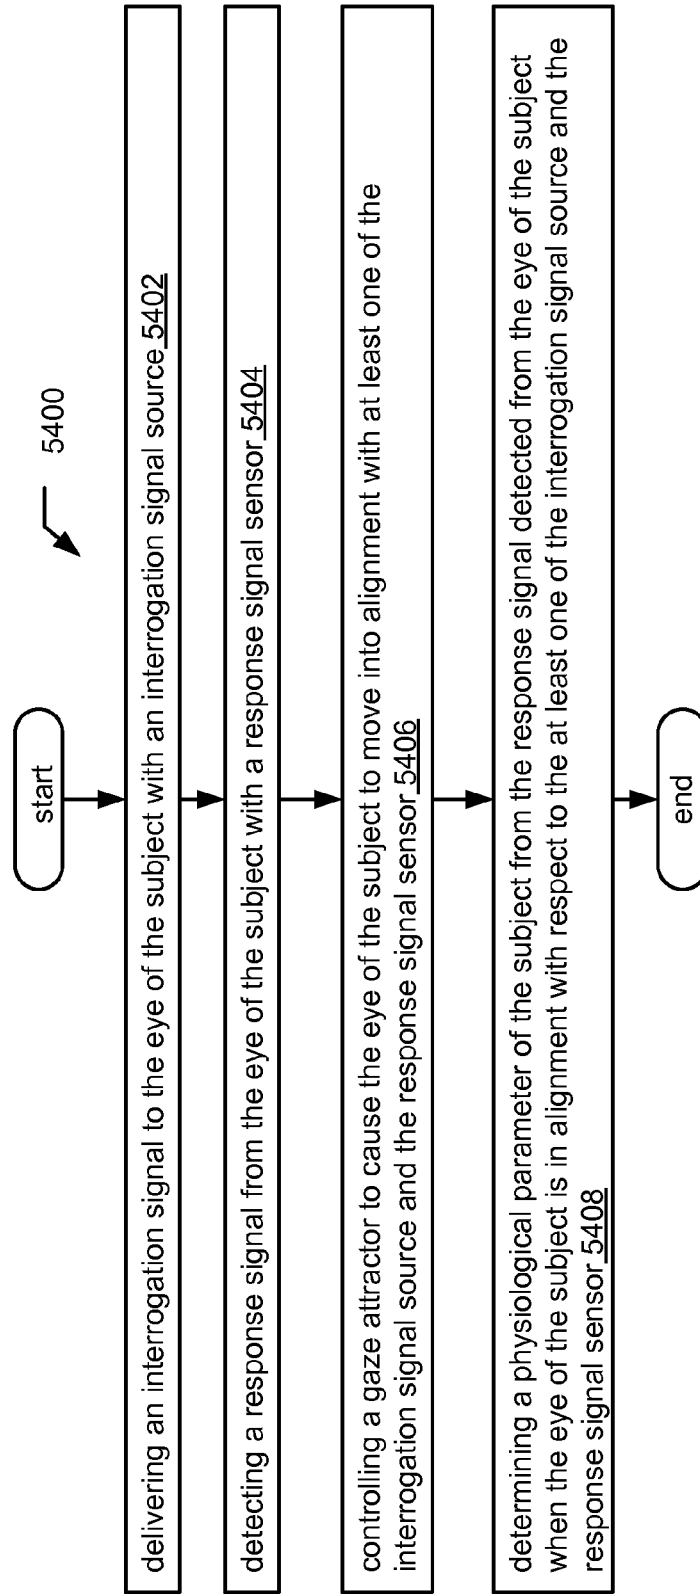 5400
start
delivering an interrogation signal to the eye of the subject with an interrogation signal source 5402
detecting a response signal from the eye of the subject with a response signal sensor 5404
controlling a gaze attractor to cause the eye of the subject to move into alignment with at least one of the
interrogation signal source and the response signal sensor 5406
determining a physiological parameter of the subject from the response signal detected from the eye of the subject
when the eye of the subject is in alignment with respect to the at least one of the interrogation signal source and the
response signal sensor 5408
end